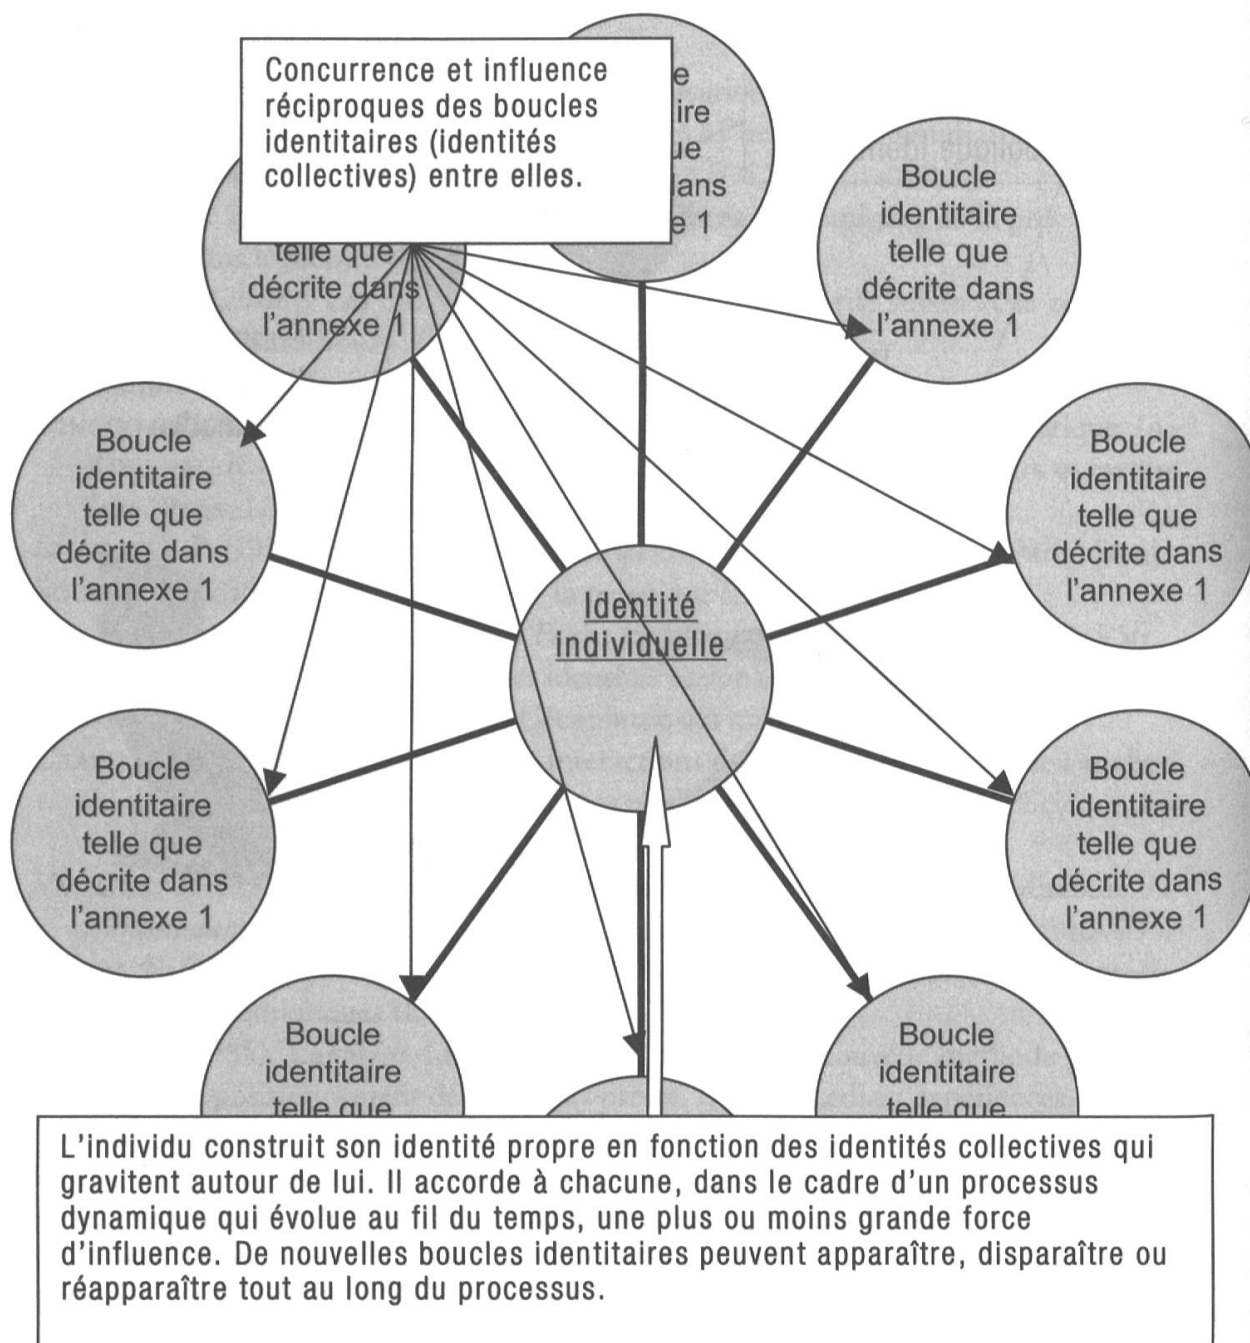 Concurrence et influence
réciproques des boucles
identitaires (identités
collectives) entre elles.
e
ire
ue
dans
e 1
Boucle
identitaire
telle que
décrite dans
l'annexe 1
telle que
décrite dans
l'annexe 1
Boucle
identitaire
telle que
décrite dans
l'annexe 1
Boucle
identitaire
telle que
décrite dans
l'annexe 1
Identité
individuelle
Boucle
identitaire
telle que
décrite dans
l'annexe 1
Boucle
identitaire
telle que
décrite dans
l'annexe 1
Boucle
identitaire
telle que
Boucle
identitaire
telle que
L'individu construit son identité propre en fonction des identités collectives qui
gravitent autour de lui. Il accorde à chacune, dans le cadre d'un processus
dynamique qui évolue au fil du temps, une plus ou moins grande force
d'influence. De nouvelles boucles identitaires peuvent apparaître, disparaître ou
réapparaître tout au long du processus.